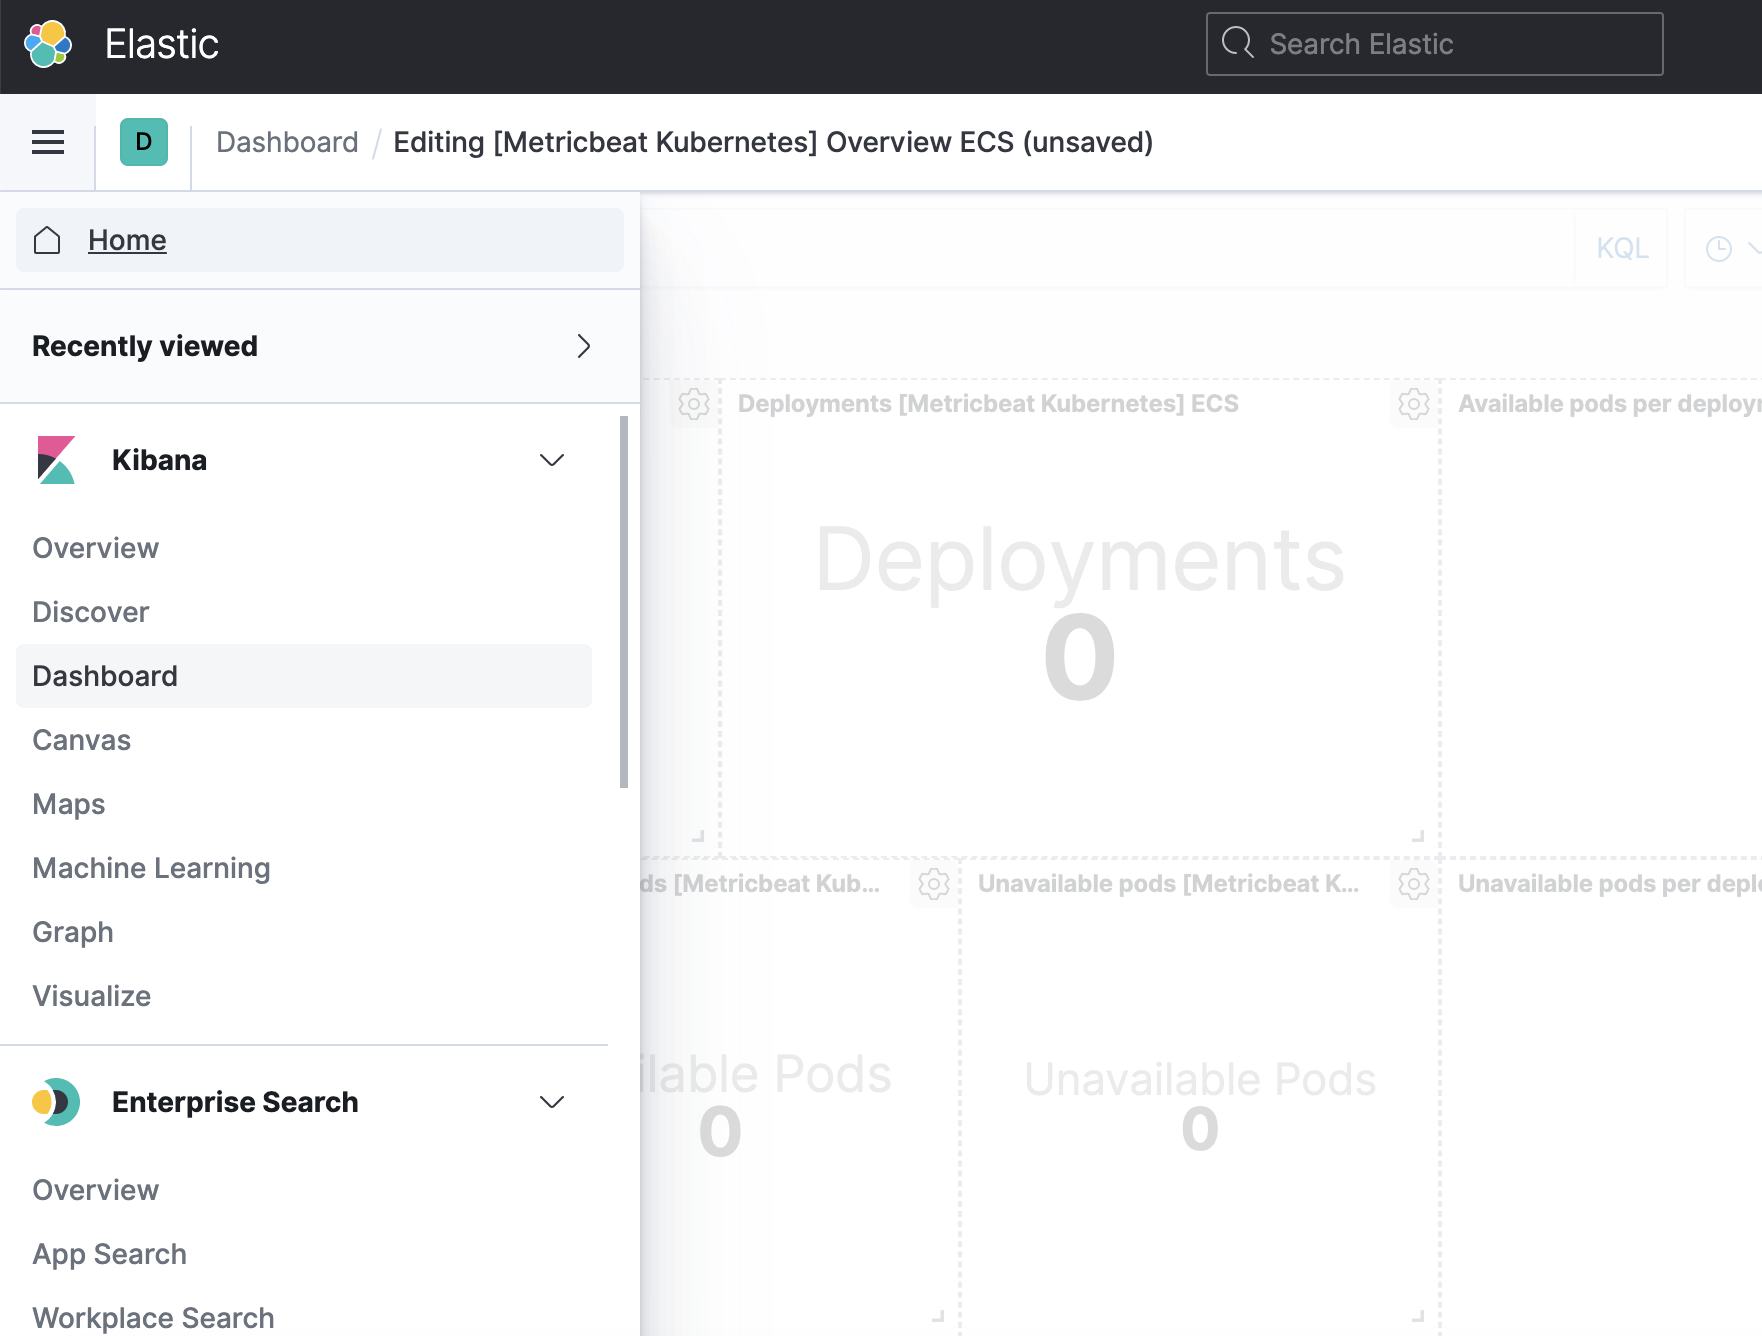 Elastic
Search Elastic
D
Dashboard / Editing [Metricbeat Kubernetes] Overview ECS (unsaved)
Home
KQL
Recently viewed
Deployments [Metricbeat Kubernetes] ECS
Available pods per deployr
Kibana
Overview
Discover
Dashboard
Canvas
Maps
Machine Learning
Graph
Visualize
Deployments
0
ds [Metricbeat Kub...
Unavailable pods [Metricbeat K...
Unavailable pods per depl
ilable Pods
0
Unavailable Pods
0
Enterprise Search
Overview
App Search
Workplace Search